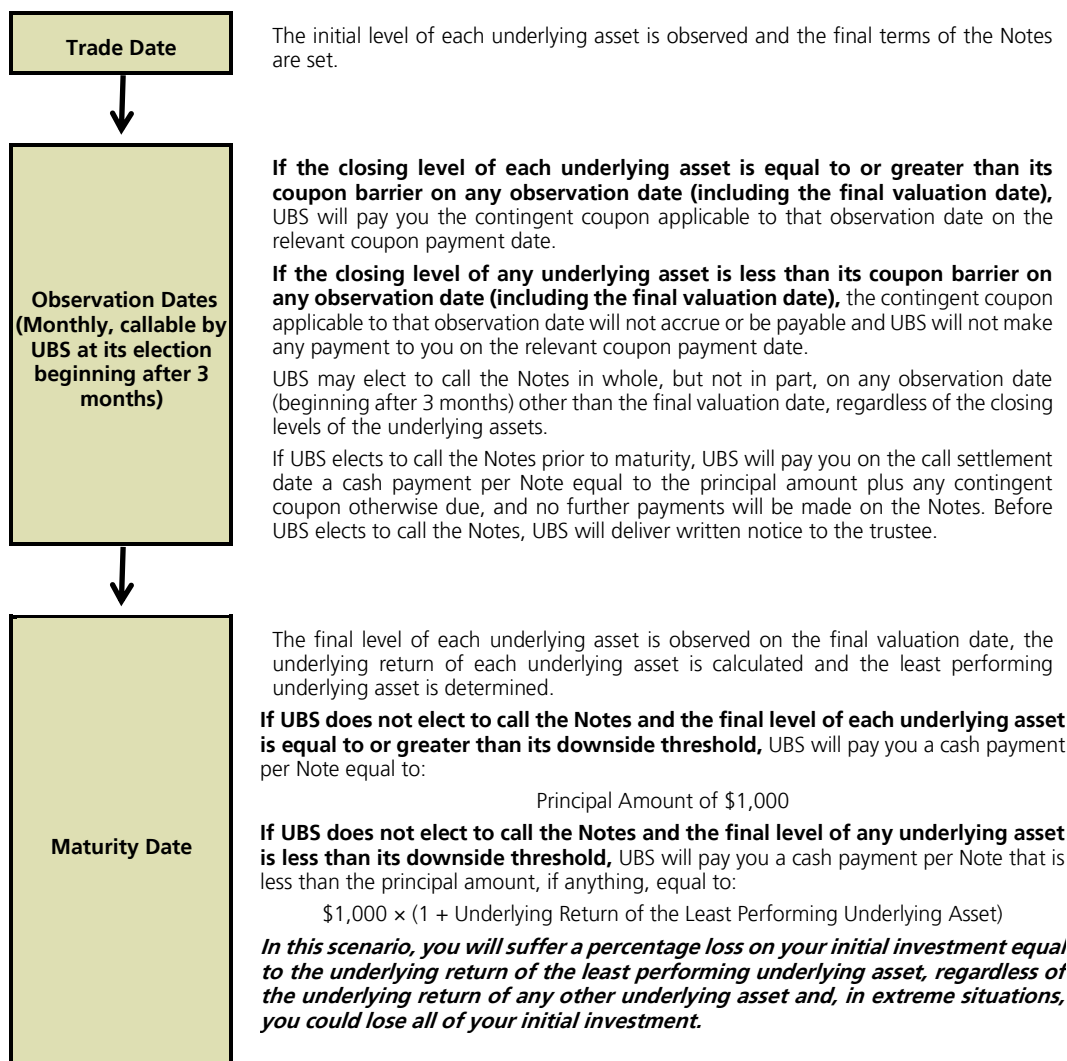 Trade Date
The initial level of each underlying asset is observed and the final terms of the Notes
are set.
Observation Dates
(Monthly, callable by
UBS at its election
beginning after 3
months)
If the closing level of each underlying asset is equal to or greater than its
coupon barrier on any observation date (including the final valuation date),
UBS will pay you the contingent coupon applicable to that observation date on the
relevant coupon payment date.
If the closing level of any underlying asset is less than its coupon barrier on
any observation date (including the final valuation date), the contingent coupon
applicable to that observation date will not accrue or be payable and UBS will not make
any payment to you on the relevant coupon payment date.
UBS may elect to call the Notes in whole, but not in part, on any observation date
(beginning after 3 months) other than the final valuation date, regardless of the closing
levels of the underlying assets.
If UBS elects to call the Notes prior to maturity, UBS will pay you on the call settlement
date a cash payment per Note equal to the principal amount plus any contingent
coupon otherwise due, and no further payments will be made on the Notes. Before
UBS elects to call the Notes, UBS will deliver written notice to the trustee.
Maturity Date
The final level of each underlying asset is observed on the final valuation date, the
underlying return of each underlying asset is calculated and the least performing
underlying asset is determined.
If UBS does not elect to call the Notes and the final level of each underlying asset
is equal to or greater than its downside threshold, UBS will pay you a cash payment
per Note equal to:
Principal Amount of $1,000
If UBS does not elect to call the Notes and the final level of any underlying asset
is less than its downside threshold, UBS will pay you a cash payment per Note that is
less than the principal amount, if anything, equal to:
$1,000 × (1 + Underlying Return of the Least Performing Underlying Asset)
In this scenario, you will suffer a percentage loss on your initial investment equal
to the underlying return of the least performing underlying asset, regardless of
the underlying return of any other underlying asset and, in extreme situations,
you could lose all of your initial investment.